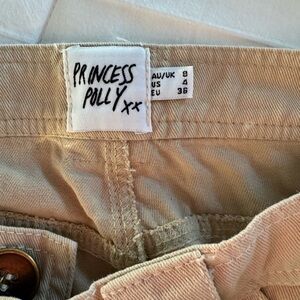 PRINCESS
POLLY xx
AU/UK 8
US 4
EU 36